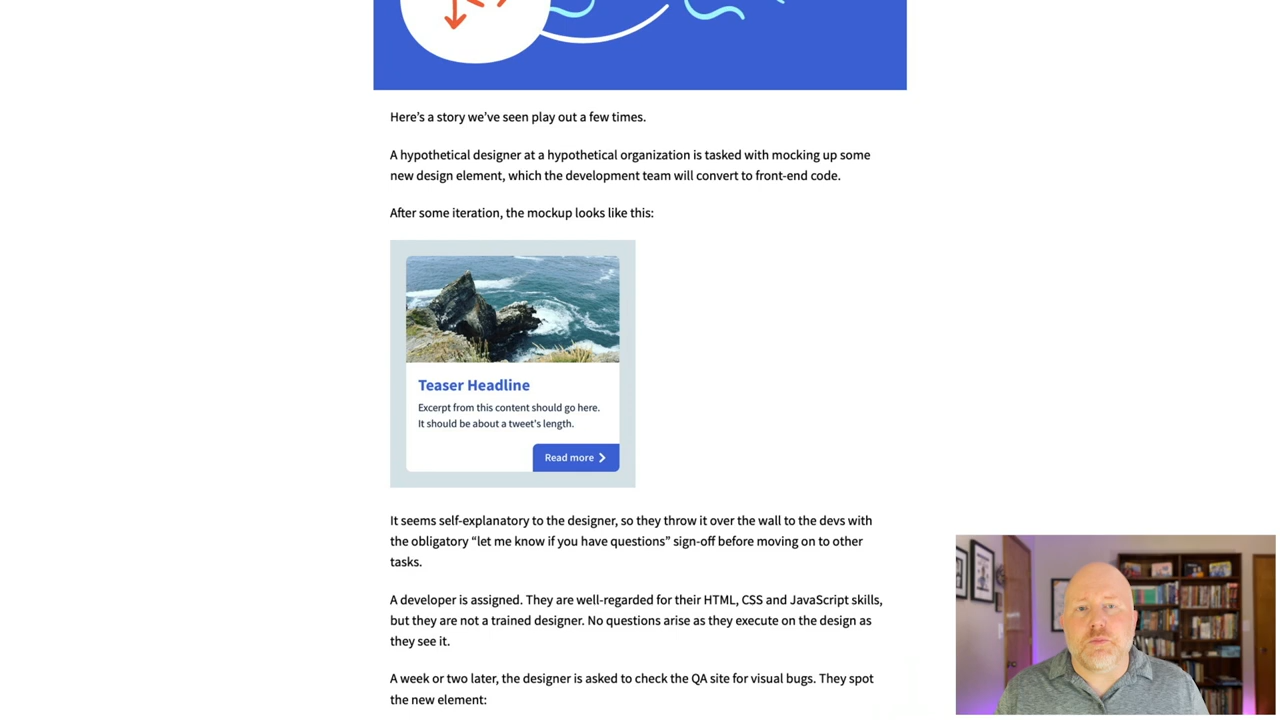 Here's a story we've seen play out a few times.
A hypothetical designer at a hypothetical organization is tasked with mocking up some
new design element, which the development team will convert to front-end code.
After some iteration, the mockup looks like this:
Teaser Headline
Excerpt from this content should go here.
It should be about a tweet's length.
Read more
It seems self-explanatory to the designer, so they throw it over the wall to the devs with
the obligatory “let me know if you have questions” sign-off before moving on to other
tasks.
A developer is assigned. They are well-regarded for their HTML, CSS and JavaScript skills,
but they are not a trained designer. No questions arise as they execute on the design as
they see it.
A week or two later, the designer is asked to check the QA site for visual bugs. They spot
the new element: